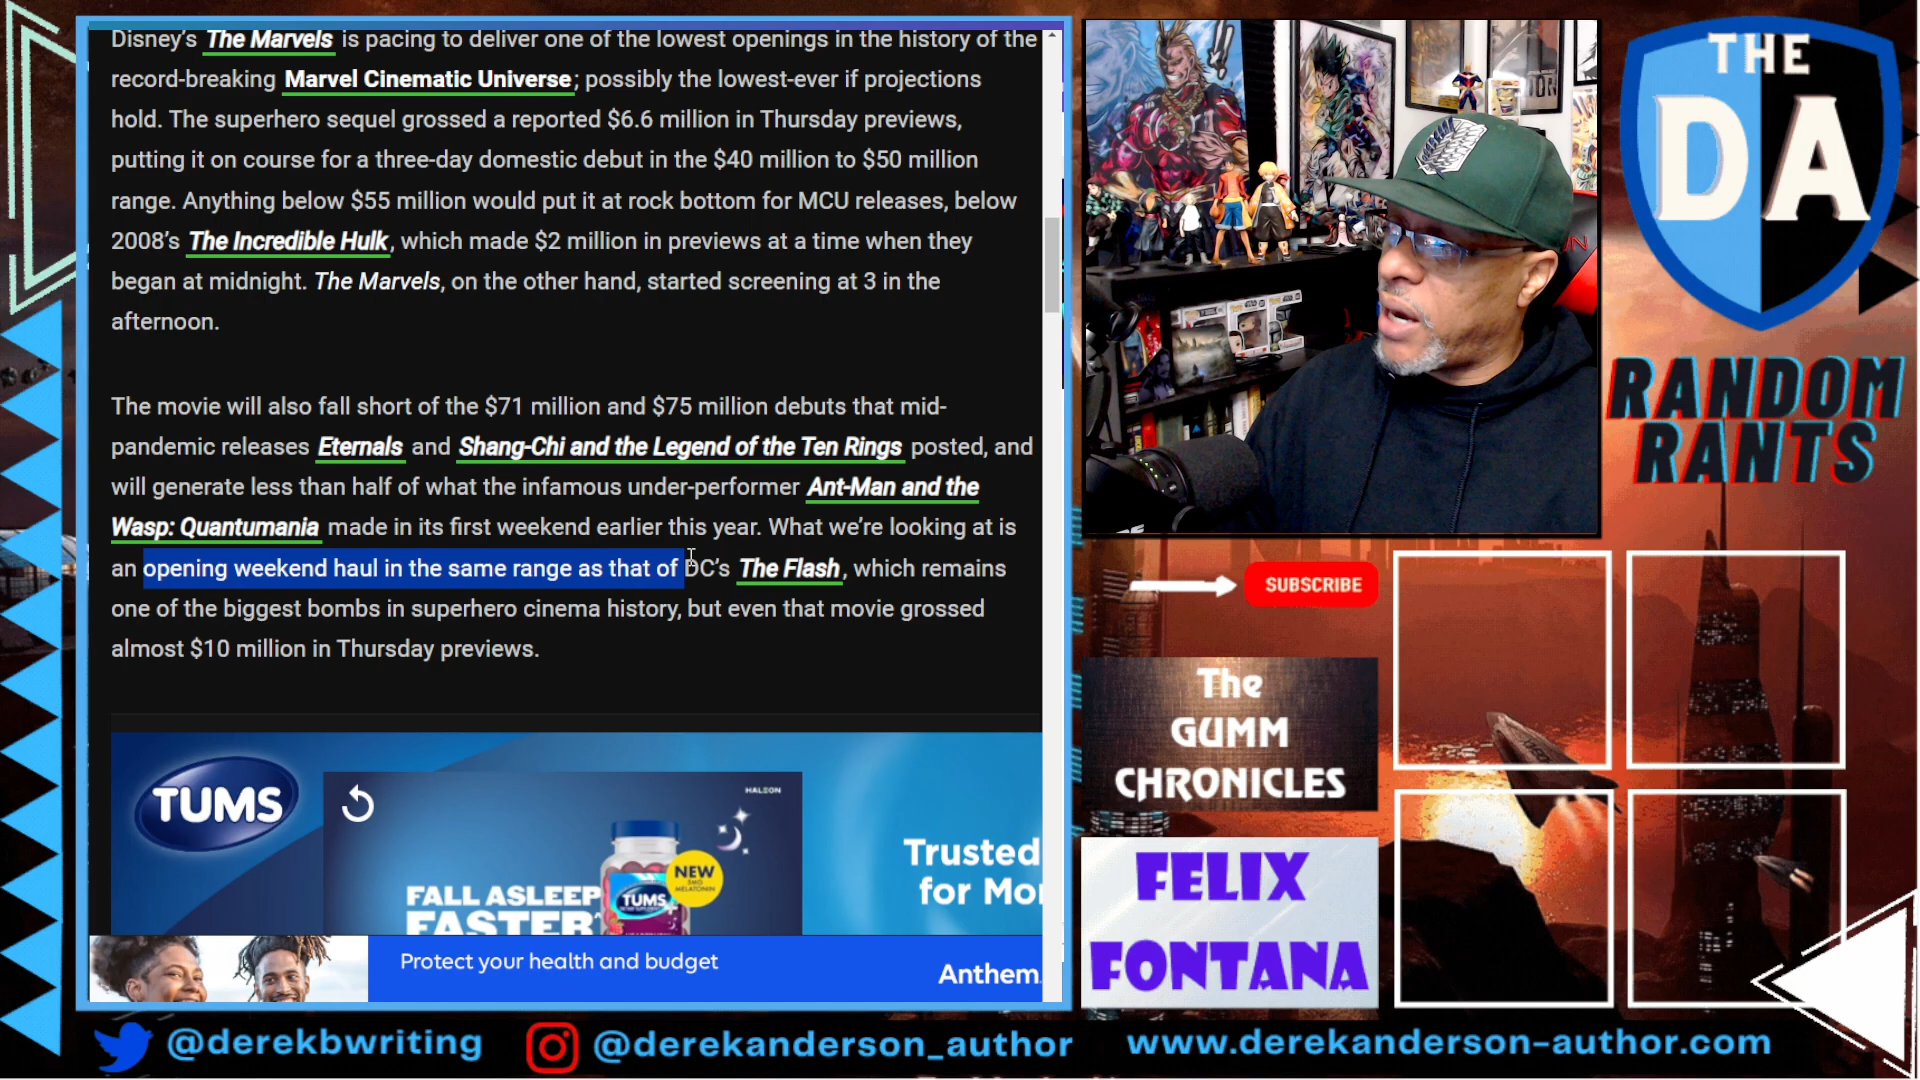 Disney’s The Marvels is pacing to deliver one of the lowest openings in the history of the
record-breaking Marvel Cinematic Universe; possibly the lowest-ever if projections
hold. The superhero sequel grossed a reported $6.6 million in Thursday previews,
putting it on course for a three-day domestic debut in the $40 million to $50 million
range. Anything below $55 million would put it at rock bottom for MCU releases, below
2008’s The Incredible Hulk, which made $2 million in previews at a time when they
began at midnight. The Marvels, on the other hand, started screening at 3 in the
afternoon.
The movie will also fall short of the $71 million and $75 million debuts that mid-
pandemic releases Eternals and Shang-Chi and the Legend of the Ten Rings posted, and
will generate less than half of what the infamous under-performer Ant-Man and the
Wasp: Quantumania made in its first weekend earlier this year. What we’re looking at is
an opening weekend haul in the same range as that of DC’s The Flash, which remains
one of the biggest bombs in superhero cinema history, but even that movie grossed
almost $10 million in Thursday previews.
TUMS
HALEON
FALL ASLEEP
FASTER
NEW
TUMS
Trusted
for Mo
Protect your health and budget
Anthem
THE
DA
RANDOM
RANTS
SUBSCRIBE
The
GUMM
CHRONICLES
FELIX
FONTANA
@derekbwriting
@derekanderson_author
www.derekanderson-author.com